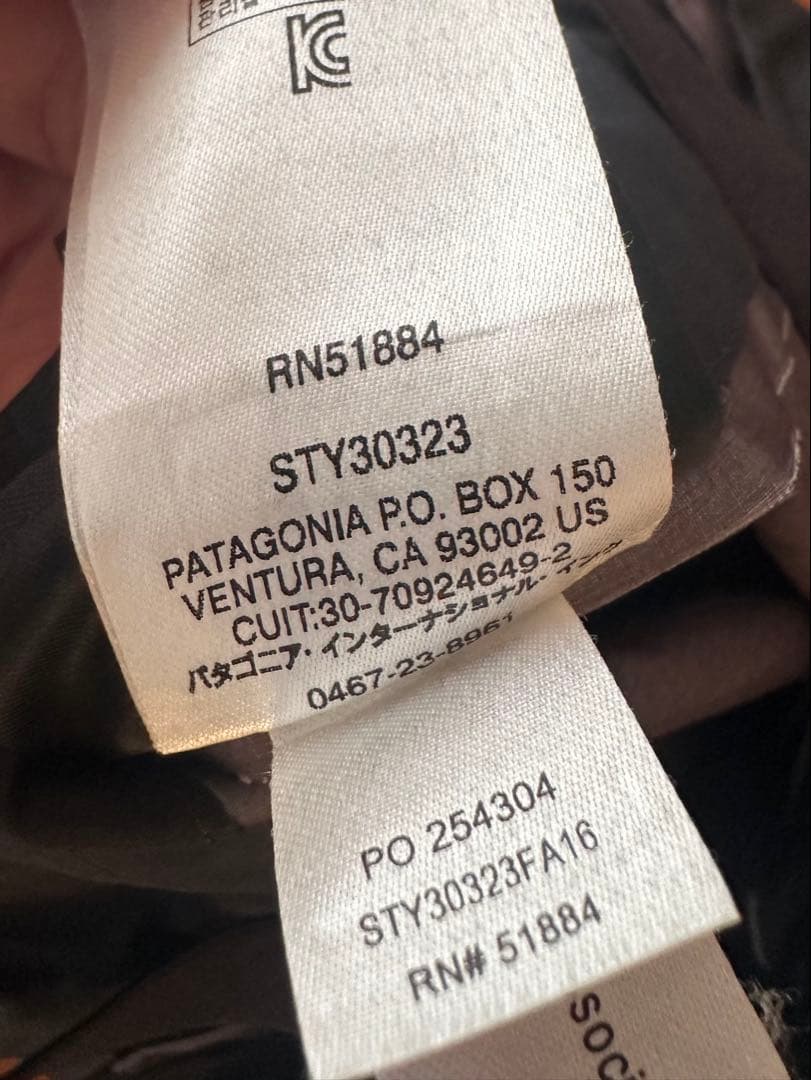 RN51884
STY30323
PATAGONIA P.O. BOX 150
VENTURA, CA 93002 US
CUIT:30-70924649-2
パタゴニア・インターナショナル・インク
0467-23-8961
PO 254304
STY30323FA16
RN# 51884
soci